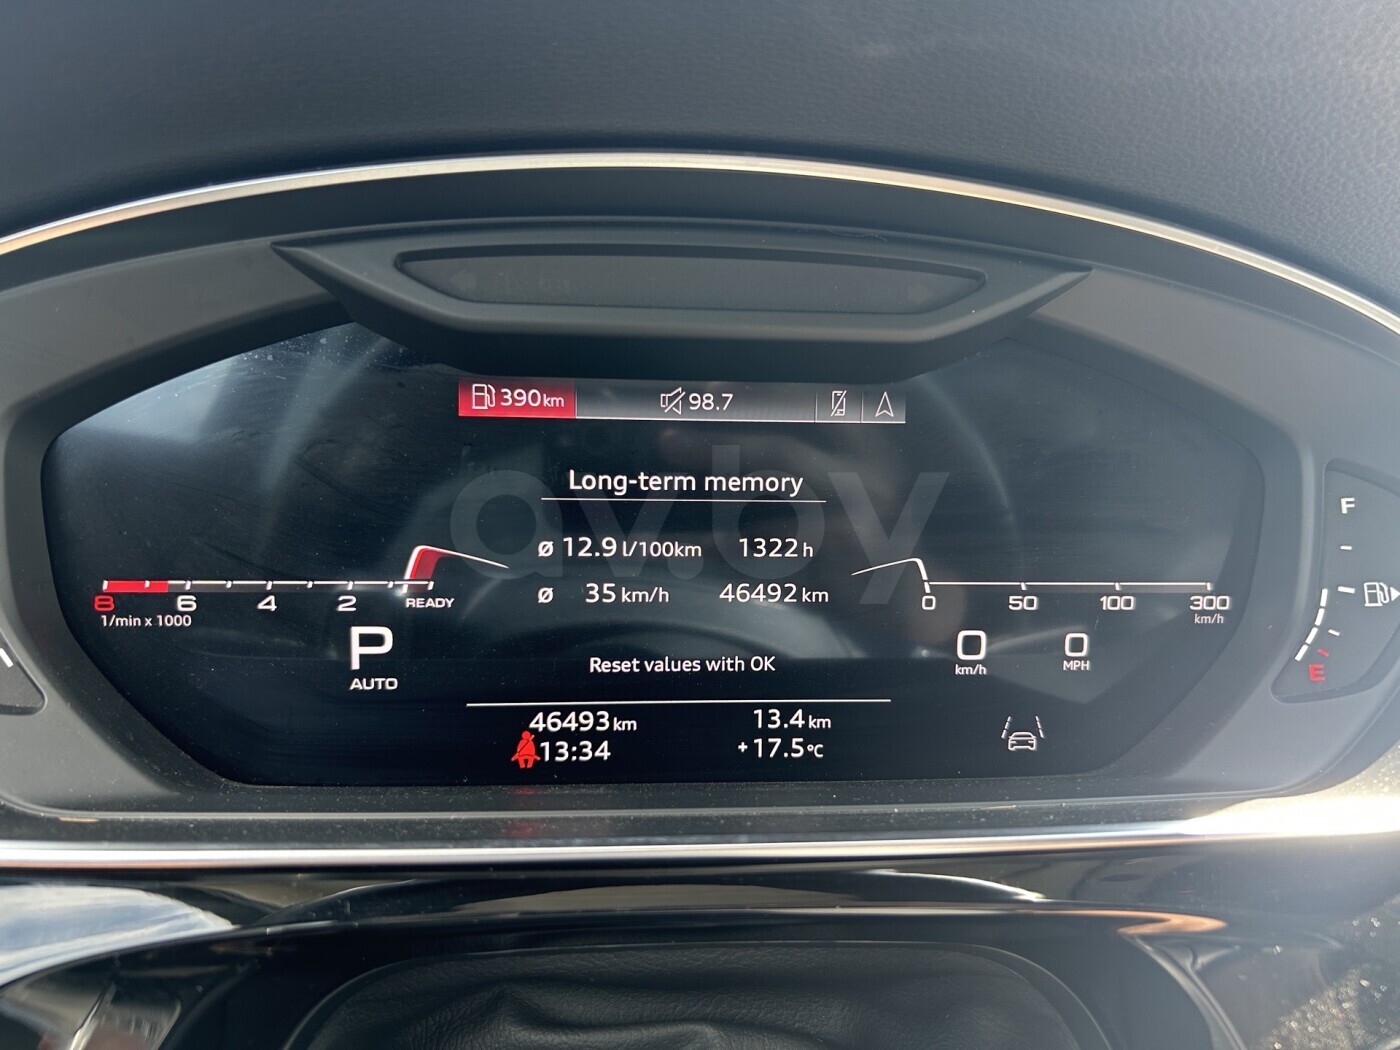 390 km 98.7
av.by
Long-term memory
ø 12.9 l/100km 1322 h
ø 35 km/h 46492 km
Reset values with OK
8 6 4 2 READY
1/min x 1000
P
AUTO
0 50 100 300
km/h
0 km/h
0 MPH
46493 km 13.4 km
13:34 +17.5 °C
F
E